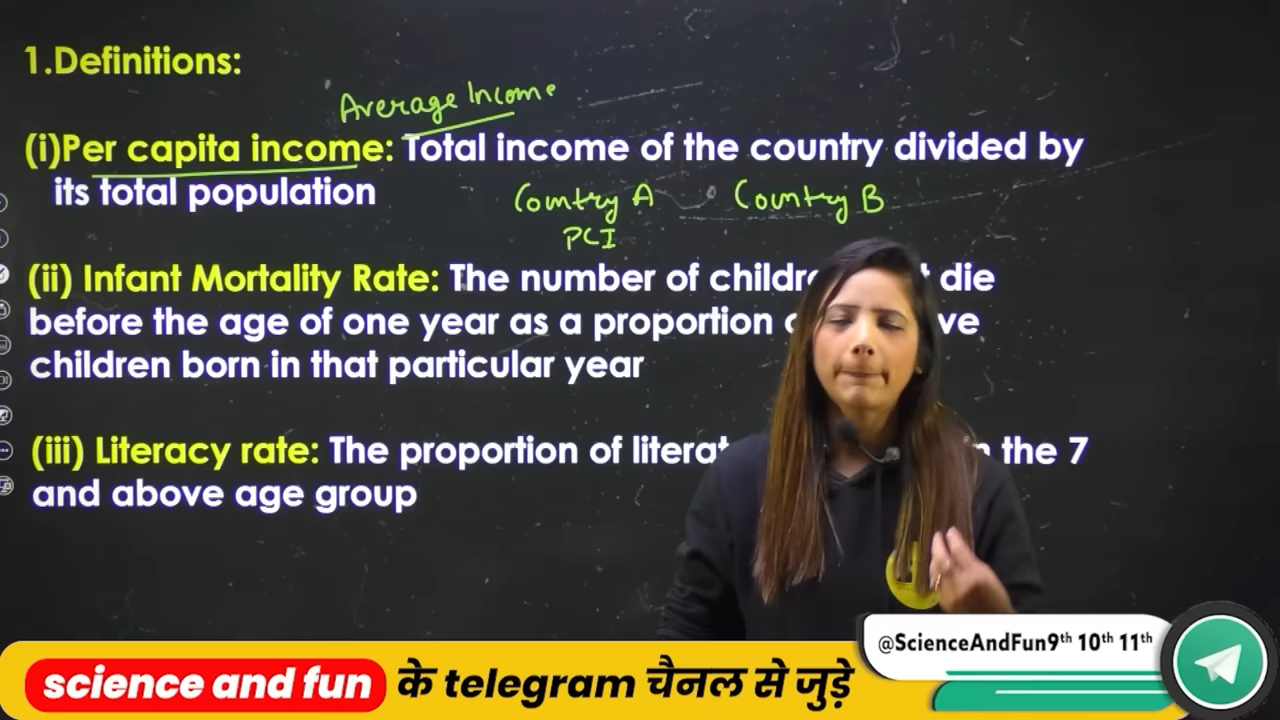 1.Definitions:
Average Income
(i)Per capita income: Total income of the country divided by
its total population
Country A Country B
PCI
(ii) Infant Mortality Rate: The number of die
before the age of one year as a proportion
children born in that particular year
(iii) Literacy rate: The proportion of the 7
and above age group
@ScienceAndFun9th 10th 11th
science and fun के telegram चैनल से जुड़े